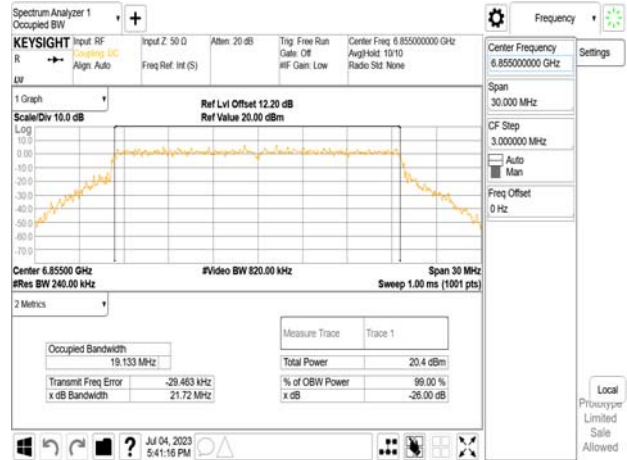 Spectrum Analyzer 1
Occupied BW
KEYSIGHT
Input: RF
Coupling: DC
Align: Auto
Input Z: 50 Ω
Freq Ref: Int (S)
Atten: 20 dB
Trig: Free Run
Gate: Off
#IF Gain: Low
Center Freq: 6.855000000 GHz
Avg|Hold: 10/10
Radio Std: None
R
LXI
1 Graph
Scale/Div 10.0 dB
Ref Lvl Offset 12.20 dB
Ref Value 20.00 dBm
Log
10.0
0.00
-10.0
-20.0
-30.0
-40.0
-50.0
-60.0
-70.0
Center 6.85500 GHz
#Res BW 240.00 kHz
#Video BW 820.00 kHz
Span 30 MHz
Sweep 1.00 ms (1001 pts)
2 Metrics
Measure Trace Trace 1
Occupied Bandwidth
19.133 MHz
Total Power 20.4 dBm
Transmit Freq Error -29.463 kHz
% of OBW Power 99.00 %
x dB Bandwidth 21.72 MHz
x dB -26.00 dB
Jul 04, 2023
5:41:16 PM
Frequency
Center Frequency
6.855000000 GHz
Settings
Span
30.000 MHz
CF Step
3.000000 MHz
Auto
Man
Freq Offset
0 Hz
Local
Prototype
Limited
Sale
Allowed